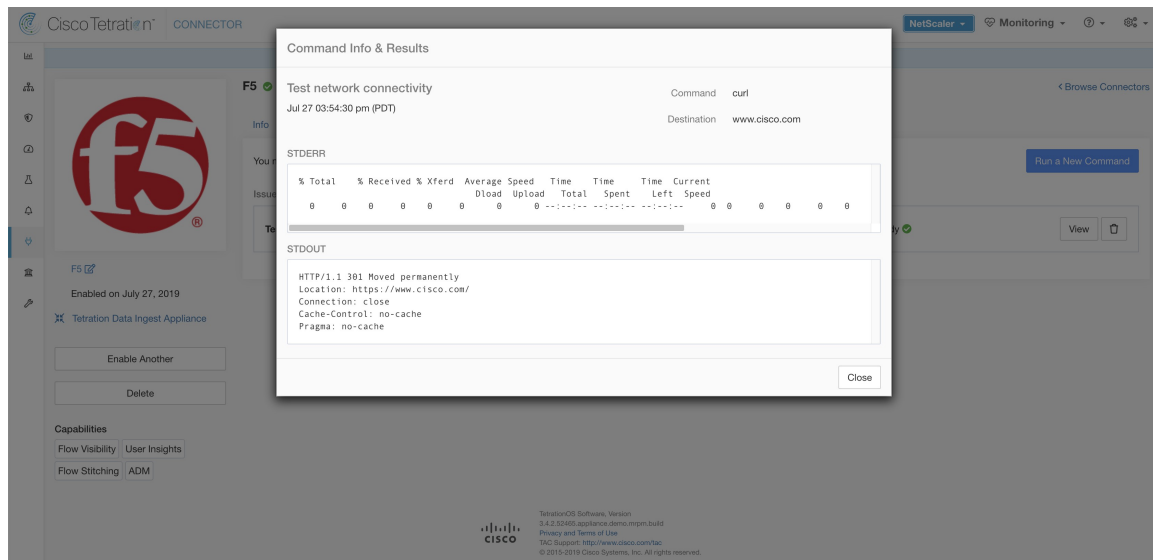 Cisco Tetration™ CONNECTOR
NetScaler
Monitoring
Command Info & Results
F5
< Browse Connectors
Test network connectivity
Jul 27 03:54:30 pm (PDT)
Command curl
Destination www.cisco.com
Info
You
Run a New Command
STDERR
% Total % Received % Xferd Average Speed Time Time Time Current
Dload Upload Total Spent Left Speed
0 0 0 0 0 0 0 0 --:--:-- --:--:-- --:--:-- 0 0 0 0 0 0 0
Issue
Te
View
STDOUT
HTTP/1.1 301 Moved permanently
Location: https://www.cisco.com/
Connection: close
Cache-Control: no-cache
Pragma: no-cache
f5
®
F5
Enabled on July 27, 2019
Tetration Data Ingest Appliance
Enable Another
Close
Delete
Capabilities
Flow Visibility User Insights
Flow Stitching ADM
CISCO
TetrationOS Software, Version
3.4.2.52465.appliance.demo.mrpm.build
Privacy and Terms of Use
TAC Support: http://www.cisco.com/tac
© 2015-2019 Cisco Systems, Inc. All rights reserved.